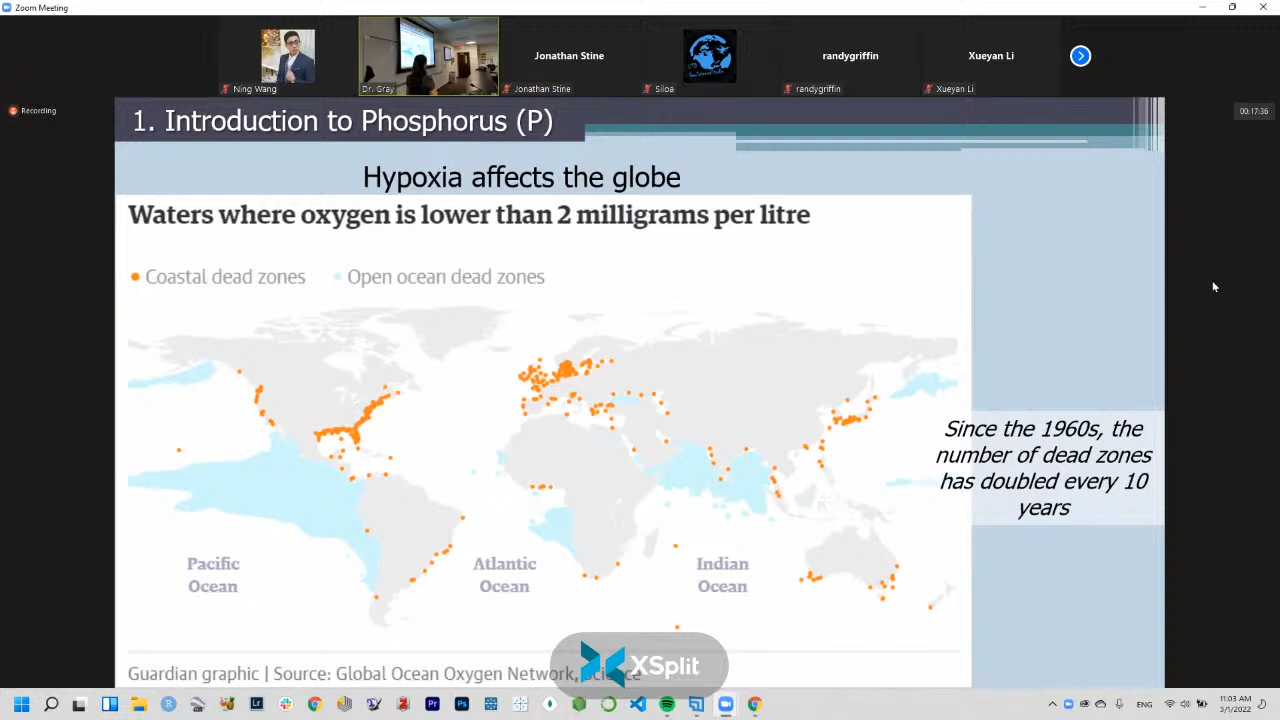 Zoom Meeting
Jonathan Stine
randygriffin
Xueyan Li
Ning Wang
Dr. Gray
Jonathan Stine
Siloa
randygriffin
Xueyan Li
Recording
00:17:36
1. Introduction to Phosphorus (P)
Hypoxia affects the globe
Waters where oxygen is lower than 2 milligrams per litre
Coastal dead zones
Open ocean dead zones
Since the 1960s, the
number of dead zones
has doubled every 10
years
Pacific
Ocean
Atlantic
Ocean
Indian
Ocean
XSplit
Guardian graphic | Source: Global Ocean Oxygen Network, Science
ENG
11:03 AM
3/1/2022